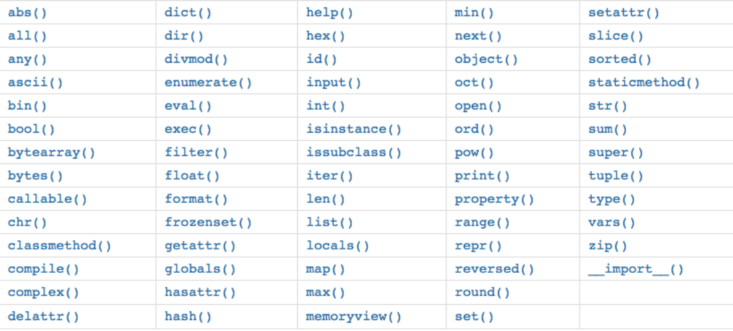 abs() dict() help() min() setattr()
all() dir() hex() next() slice()
any() divmod() id() object() sorted()
ascii() enumerate() input() oct() staticmethod()
bin() eval() int() open() str()
bool() exec() isinstance() ord() sum()
bytearray() filter() issubclass() pow() super()
bytes() float() iter() print() tuple()
callable() format() len() property() type()
chr() frozenset() list() range() vars()
classmethod() getattr() locals() repr() zip()
compile() globals() map() reversed() __import__()
complex() hasattr() max() round()
delattr() hash() memoryview() set()